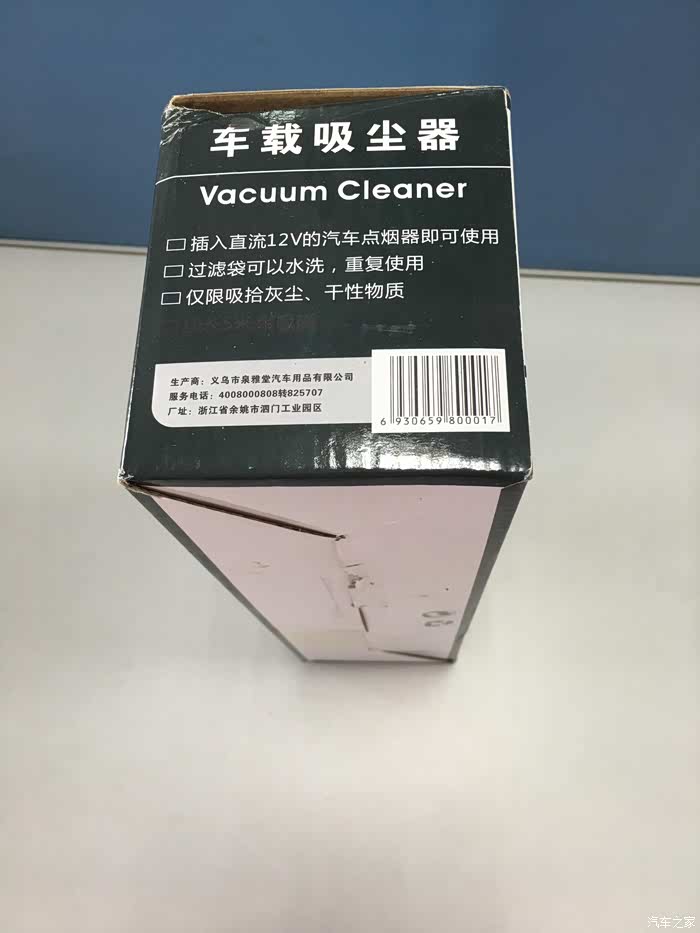 车载吸尘器
Vacuum Cleaner
插入直流12V的汽车点烟器即可使用
过滤袋可以水洗，重复使用
仅限吸拾灰尘、干性物质
生产商：义乌市泉雅堂汽车用品有限公司
服务电话：4008000808转825707
厂址：浙江省余姚市泗门工业园区
6 930659 800017
汽车之家